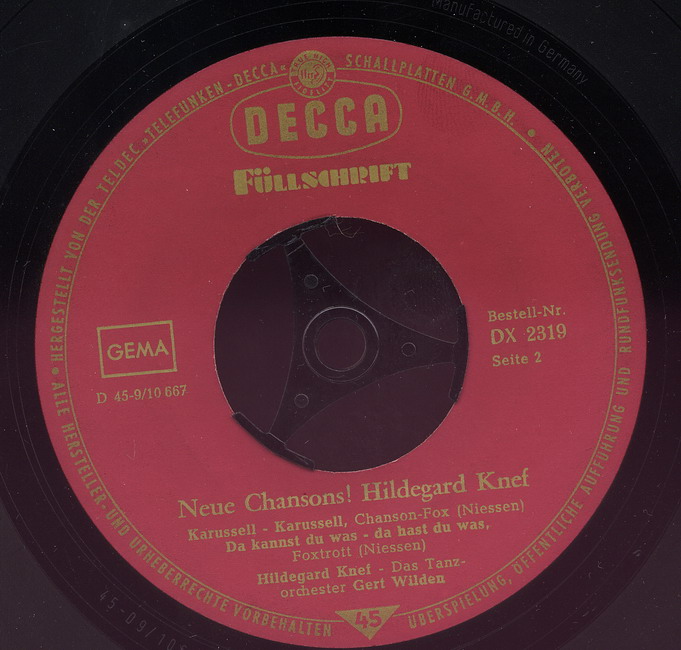 Manufactured in Germany
ALLE HERSTELLER- UND URHEBERRECHTE VORBEHALTEN
• HERGESTELLT VON DER TELDEC „TELEFUNKEN-DECCA“ SCHALLPLATTEN G.M.B.H. •
ÜBERSPIELUNG, ÖFFENTLICHE AUFFÜHRUNG UND RUNDFUNKSENDUNG VERBOTEN
DECCA
FÜLLSCHRIFT
GEMA
D 45-9/10 667
Bestell-Nr.
DX 2319
Seite 2
Neue Chansons! Hildegard Knef
Karussell - Karussell, Chanson-Fox (Niessen)
Da kannst du was - da hast du was,
Foxtrott (Niessen)
Hildegard Knef - Das Tanz-
orchester Gert Wilden
45